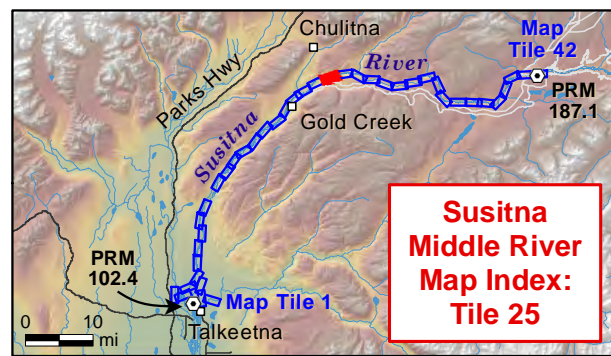 Chulitna
Map
Tile 42
River
PRM
187.1
Parks Hwy
Gold Creek
Susitna
Susitna
Middle River
Map Index:
Tile 25
PRM
102.4
Map Tile 1
Talkeetna
0 10
mi